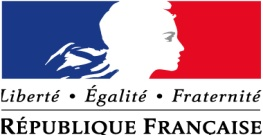 Liberté • Égalité • Fraternité
RÉPUBLIQUE FRANÇAISE